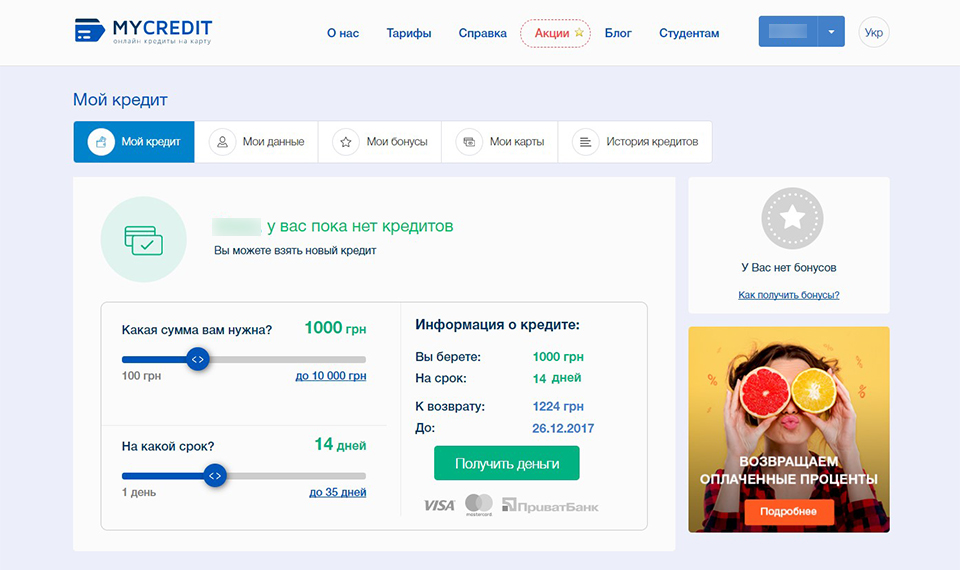 MYCREDIT
онлайн кредиты на карту
О нас Тарифы Справка Акции Блог Студентам Укр
Мой кредит
Мой кредит Мои данные Мои бонусы Мои карты История кредитов
, у вас пока нет кредитов
Вы можете взять новый кредит
Какая сумма вам нужна? 1000 грн
100 грн до 10 000 грн
На какой срок? 14 дней
1 день до 35 дней
Информация о кредите:
Вы берете: 1000 грн
На срок: 14 дней
К возврату: 1224 грн
До: 26.12.2017
Получить деньги
VISA mastercard ПриватБанк
У Вас нет бонусов
Как получить бонусы?
ВОЗВРАЩАЕМ
ОПЛАЧЕННЫЕ ПРОЦЕНТЫ
Подробнее